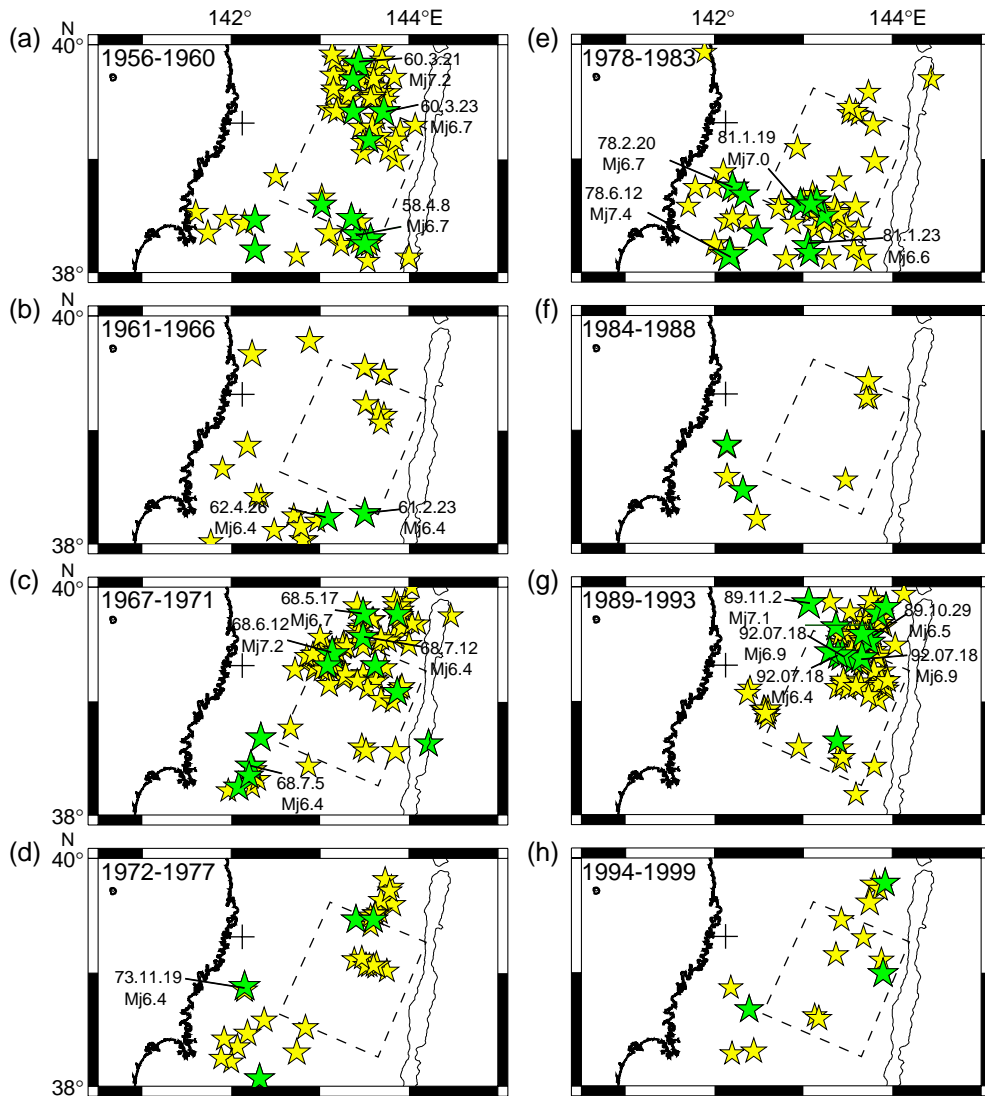 142° 144°E 142° 144°E
(a) N 40° 1956-1960 60.3.21 Mj7.2 60.3.23 Mj6.7 58.4.8 Mj6.7 38°
(e) 1978-1983 78.2.20 Mj6.7 81.1.19 Mj7.0 78.6.12 Mj7.4 81.1.23 Mj6.6
(b) N 40° 1961-1966 62.4.26 Mj6.4 61.2.23 Mj6.4 38°
(f) 1984-1988
(c) N 40° 1967-1971 68.5.17 Mj6.7 68.6.12 Mj7.2 68.7.12 Mj6.4 68.7.5 Mj6.4 38°
(g) 1989-1993 89.11.2 Mj7.1 89.10.29 Mj6.5 92.07.18 Mj6.9 92.07.18 Mj6.9 92.07.18 Mj6.4
(d) N 40° 1972-1977 73.11.19 Mj6.4 38°
(h) 1994-1999